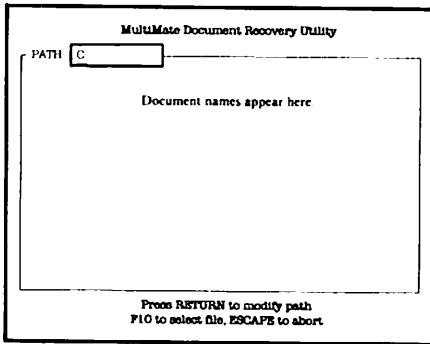 MultiMate Document Recovery Utility
PATH C
Document names appear here
Press RETURN to modify path
F10 to select file, ESCAPE to abort